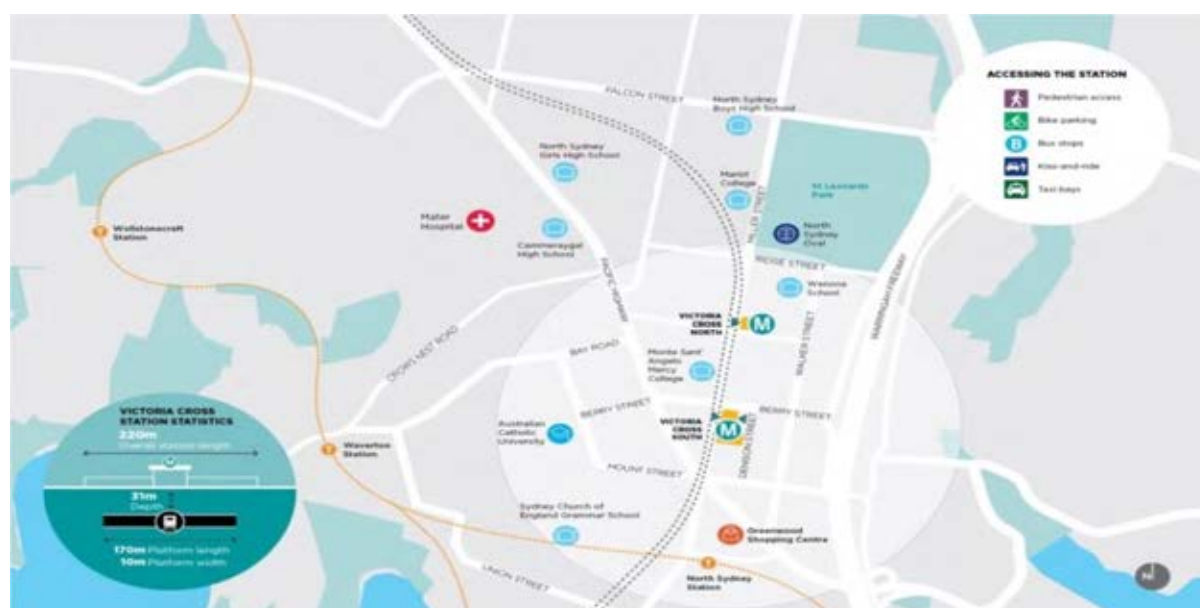 ACCESSING THE STATION
Pedestrian access
Bike parking
B
Bus stops
Kiss-and-ride
Taxi bays
FALCON STREET
North Sydney
Boys High School
North Sydney
Girls High School
Marist
College
MILLER STREET
St Leonards
Park
Mater
Hospital
T
Wollstonecraft
Station
Cammeraygal
High School
North
Sydney
Oval
RIDGE STREET
PACIFIC HIGHWAY
WARRINGAH FREEWAY
Wenona
School
VICTORIA
CROSS
NORTH
M
WALKER STREET
CROWS NEST ROAD
BAY ROAD
Monte Sant'
Angelo
Mercy
College
BERRY STREET
BERRY STREET
VICTORIA
CROSS
SOUTH
M
DENISON STREET
Australian
Catholic
University
T
Waverton
Station
MOUNT STREET
VICTORIA CROSS
STATION STATISTICS
220m
Overall station length
31m
Depth
170m Platform length
10m Platform width
Sydney Church of
England Grammar School
Greenwood
Shopping Centre
UNION STREET
T
North Sydney
Station
N